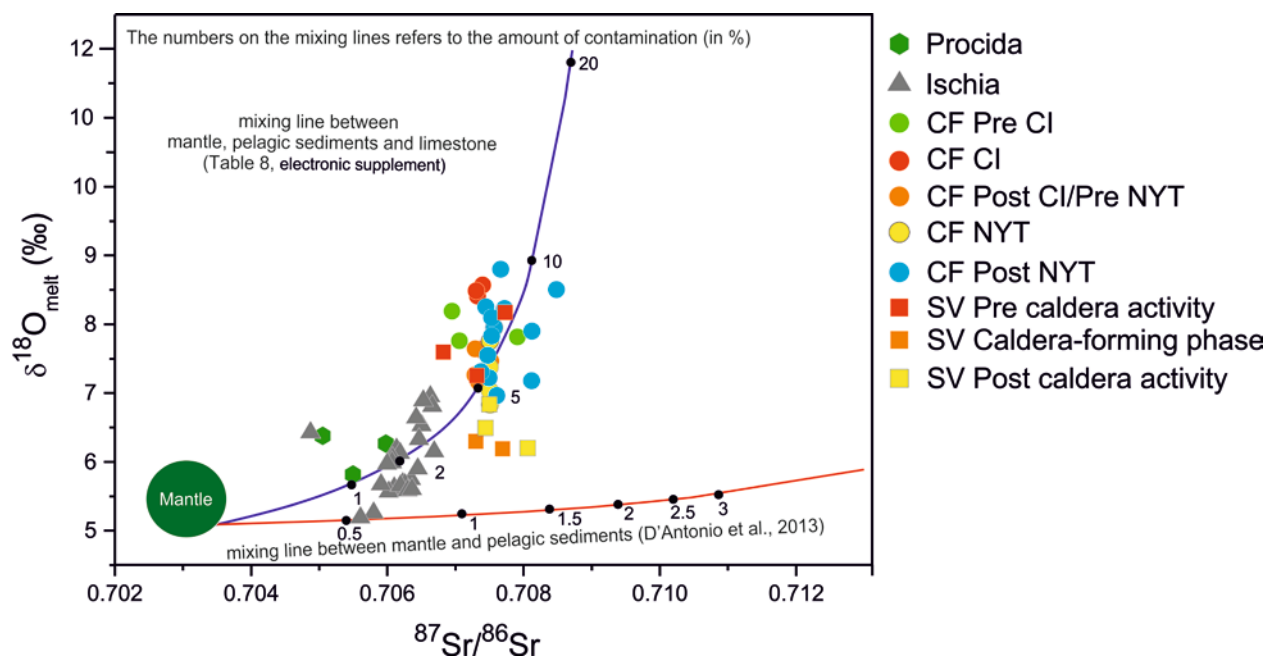 The numbers on the mixing lines refers to the amount of contamination (in %)
mixing line between
mantle, pelagic sediments and limestone
(Table 8, electronic supplement)
12
10
10
9
8
7
6
5
δ18Omelt (‰)
20
10
5
2
1
Mantle
0.5
1
1.5
2
2.5
3
mixing line between mantle and pelagic sediments (D'Antonio et al., 2013)
0.702
0.704
0.706
0.708
0.710
0.712
87Sr/86Sr
Procida
Ischia
CF Pre CI
CF CI
CF Post CI/Pre NYT
CF NYT
CF Post NYT
SV Pre caldera activity
SV Caldera-forming phase
SV Post caldera activity